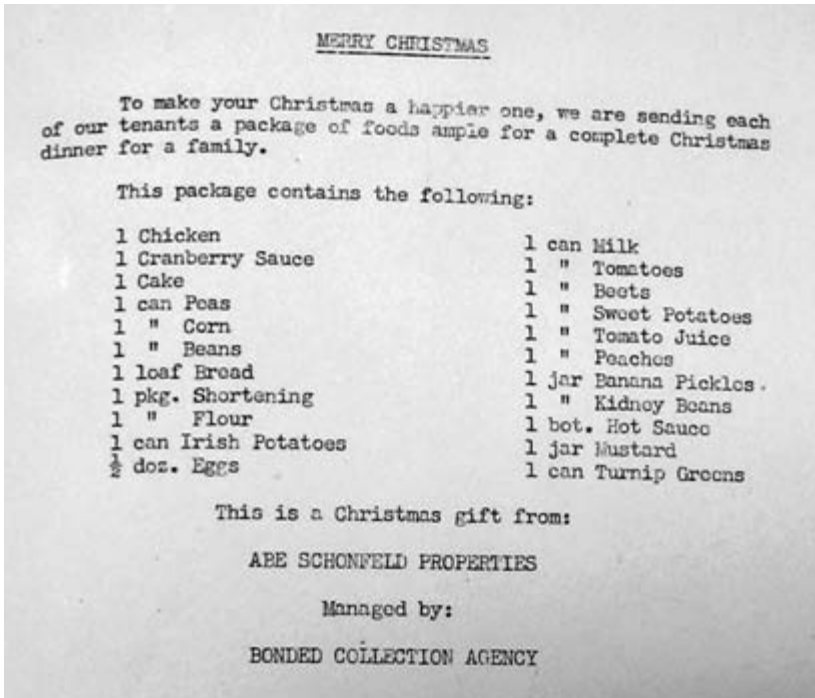 MERRY CHRISTMAS
To make your Christmas a happier one, we are sending each
of our tenants a package of foods ample for a complete Christmas
dinner for a family.
This package contains the following:
1 Chicken
1 Cranberry Sauce
1 Cake
1 can Peas
1 " Corn
1 " Beans
1 loaf Bread
1 pkg. Shortening
1 " Flour
1 can Irish Potatoes
½ doz. Eggs
1 can Milk
1 " Tomatoes
1 " Beets
1 " Sweet Potatoes
1 " Tomato Juice
1 " Peaches
1 jar Banana Pickles.
1 " Kidney Beans
1 bot. Hot Sauce
1 jar Mustard
1 can Turnip Greens
This is a Christmas gift from:
ABE SCHONFELD PROPERTIES
Managed by:
BONDED COLLECTION AGENCY